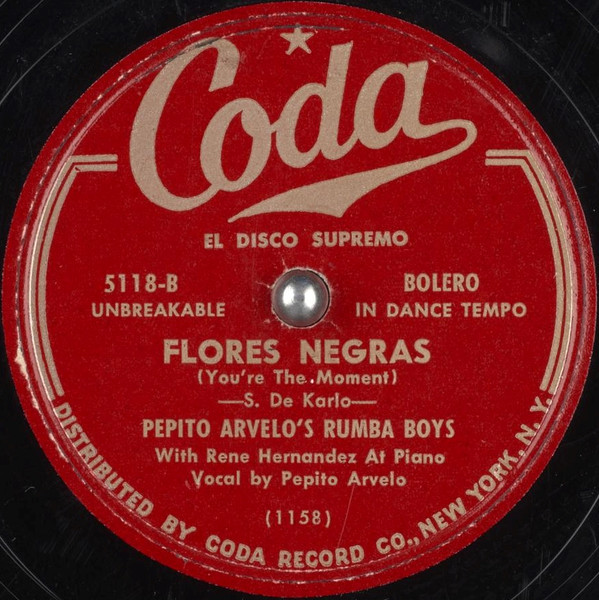 Coda
EL DISCO SUPREMO
5118-B
UNBREAKABLE
BOLERO
IN DANCE TEMPO
FLORES NEGRAS
(You're The Moment)
—S. De Karlo—
PEPITO ARVELO'S RUMBA BOYS
With Rene Hernandez At Piano
Vocal by Pepito Arvelo
(1158)
DISTRIBUTED BY CODA RECORD CO., NEW YORK, N. Y.